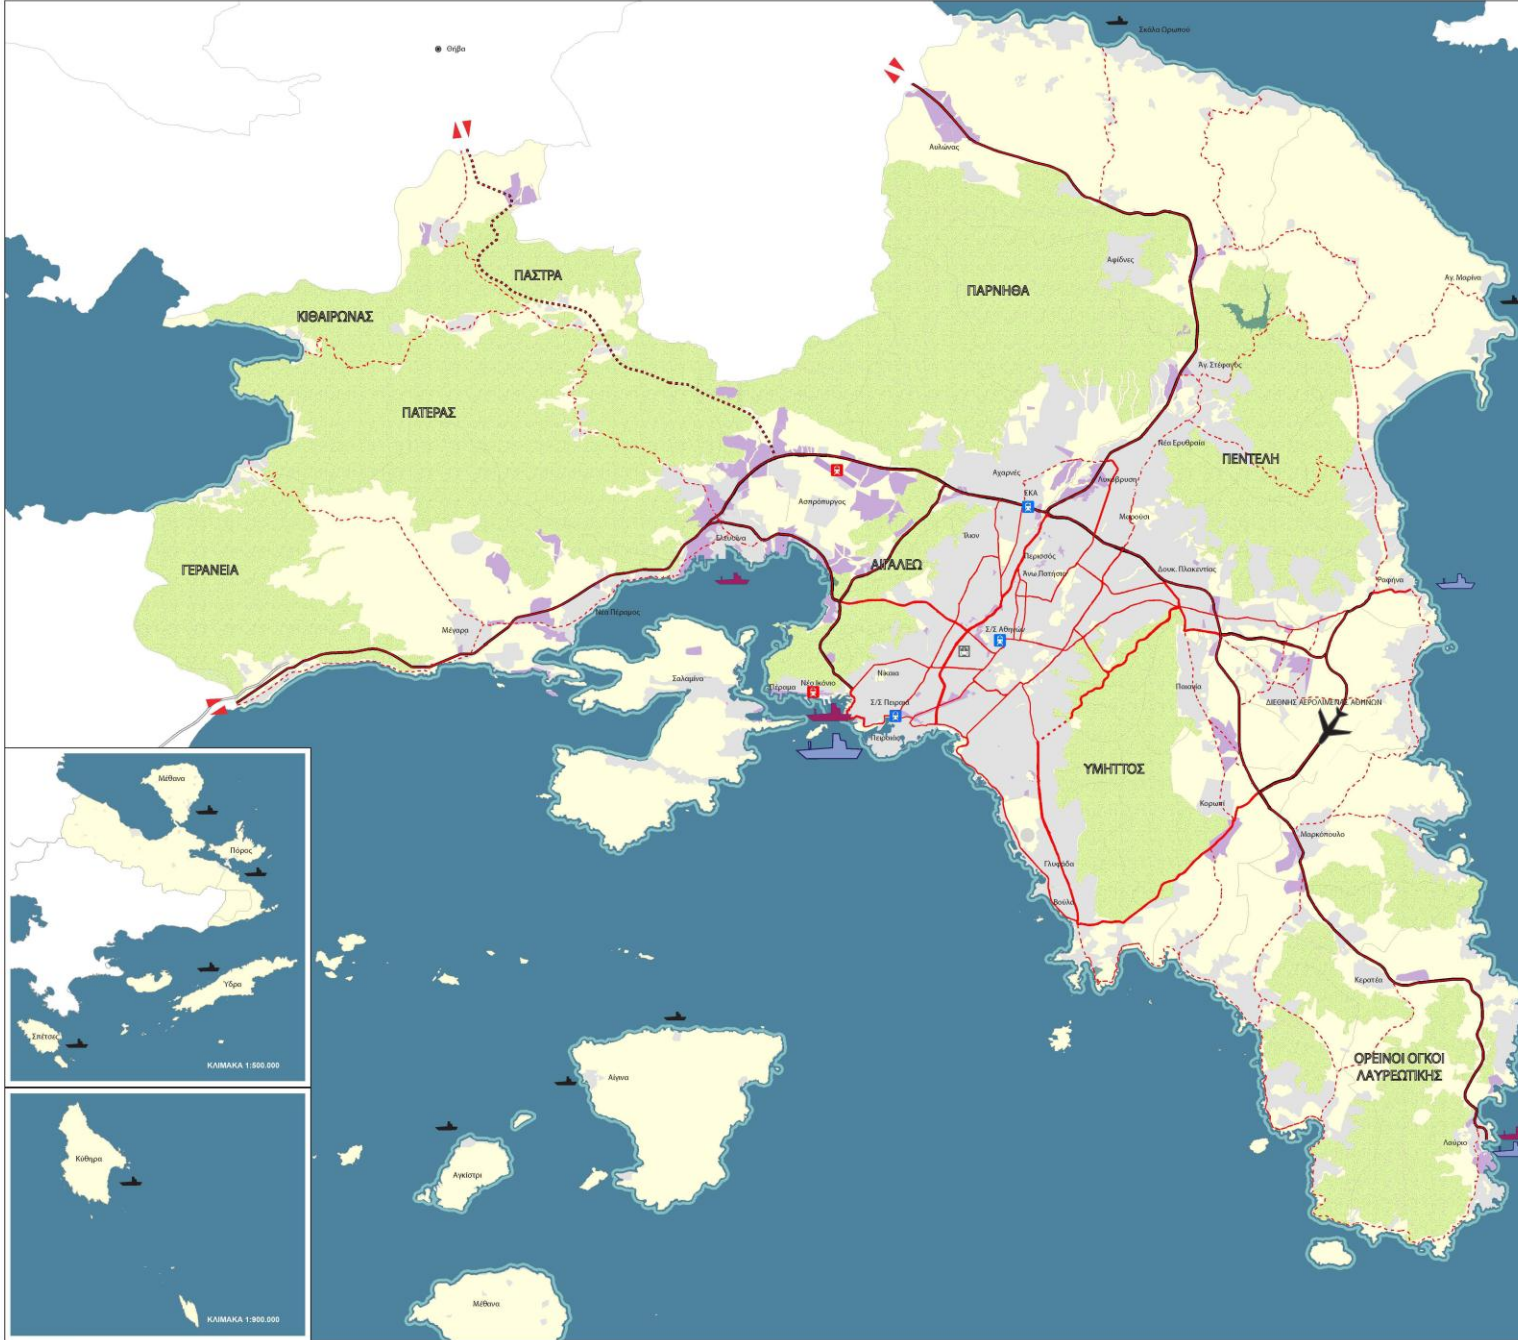 Θήβα
Σκάλα Ωρωπού
Αυλώνας
Αφίδνες
Αγ. Μαρίνα
ΠΑΣΤΡΑ
ΠΑΡΝΗΘΑ
ΚΙΘΑΙΡΩΝΑΣ
Άγ. Στέφανος
ΠΑΤΕΡΑΣ
Νέα Ερυθραία
ΠΕΝΤΕΛΗ
Αχαρνές
Λυκόβρυση
ΣΚΑ
Ασπρόπυργος
Μαρούσι
Ελευσίνα
Ίλιον
Περισσός
ΑΙΓΑΛΕΩ
Άνω Πατήσια
Δουκ. Πλακεντίας
ΓΕΡΑΝΕΙΑ
Ραφήνα
Νέα Πέραμος
Μέγαρα
Σ/Σ Αθηνών
Σαλαμίνα
Νίκαια
Πέραμα
Νέο Ικόνιο
Παιανία
Σ/Σ Πειραιά
ΔΙΕΘΝΗΣ ΑΕΡΟΛΙΜΕΝΑΣ ΑΘΗΝΩΝ
Πειραιάς
ΥΜΗΤΤΟΣ
Κορωπί
Μαρκόπουλο
Γλυφάδα
Βούλα
Κερατέα
ΟΡΕΙΝΟΙ ΟΓΚΟΙ
ΛΑΥΡΕΩΤΙΚΗΣ
Λαύριο
Αίγινα
Αγκίστρι
Μέθανα
Μέθανα
Πόρος
Ύδρα
Σπέτσες
ΚΛΙΜΑΚΑ 1:500.000
Κύθηρα
ΚΛΙΜΑΚΑ 1:900.000